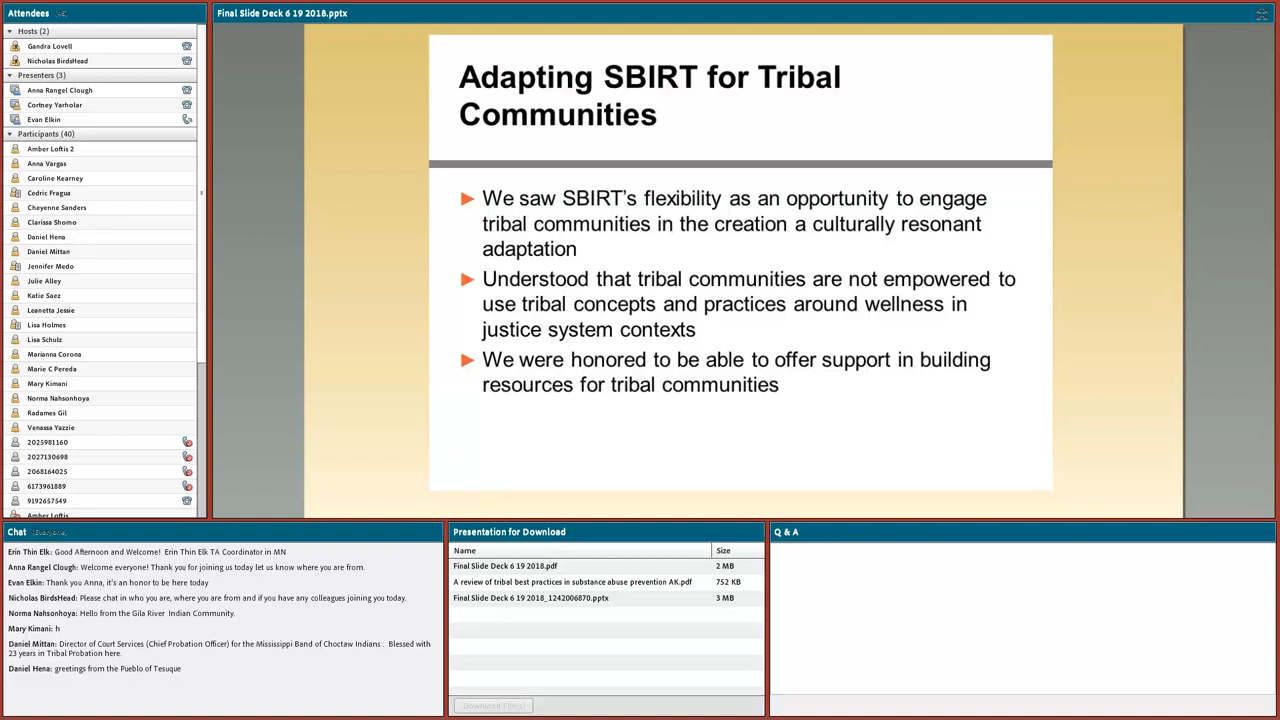 Attendees
Hosts (2)
Gandra Lovell
Nicholas BirdsHead
Presenters (3)
Anna Rangel Clough
Cortney Yarholar
Evan Elkin
Participants (40)
Amber Loftis 2
Anna Vargas
Caroline Kearney
Cedric Fragua
Cheyenne Sanders
Clarissa Shomo
Daniel Hena
Daniel Mittan
Jennifer Medo
Julie Alley
Katie Saez
Leanetta Jessie
Lisa Holmes
Lisa Schulz
Marianna Corona
Marie C Pereda
Mary Kimani
Norma Nahsonhoya
Radames Gil
Venassa Yazzie
2025981160
2027130698
2068164025
6173961889
9192657549
Amber Loftis
Final Slide Deck 6 19 2018.pptx
Adapting SBIRT for Tribal
Communities
We saw SBIRT’s flexibility as an opportunity to engage
tribal communities in the creation a culturally resonant
adaptation
Understood that tribal communities are not empowered to
use tribal concepts and practices around wellness in
justice system contexts
We were honored to be able to offer support in building
resources for tribal communities
Chat (Everyone)
Erin Thin Elk: Good Afternoon and Welcome! Erin Thin Elk TA Coordinator in MN
Anna Rangel Clough: Welcome everyone! Thank you for joining us today let us know where you are from.
Evan Elkin: Thank you Anna, it's an honor to be here today
Nicholas BirdsHead: Please chat in who you are, where you are from and if you have any colleagues joining you today.
Norma Nahsonhoya: Hello from the Gila River Indian Community.
Mary Kimani: h
Daniel Mittan: Director of Court Services (Chief Probation Officer) for the Mississippi Band of Choctaw Indians . Blessed with
23 years in Tribal Probation here.
Daniel Hena: greetings from the Pueblo of Tesuque
Presentation for Download
Name Size
Final Slide Deck 6 19 2018.pdf 2 MB
A review of tribal best practices in substance abuse prevention AK.pdf 752 KB
Final Slide Deck 6 19 2018_1242006870.pptx 3 MB
Download File(s)
Q & A